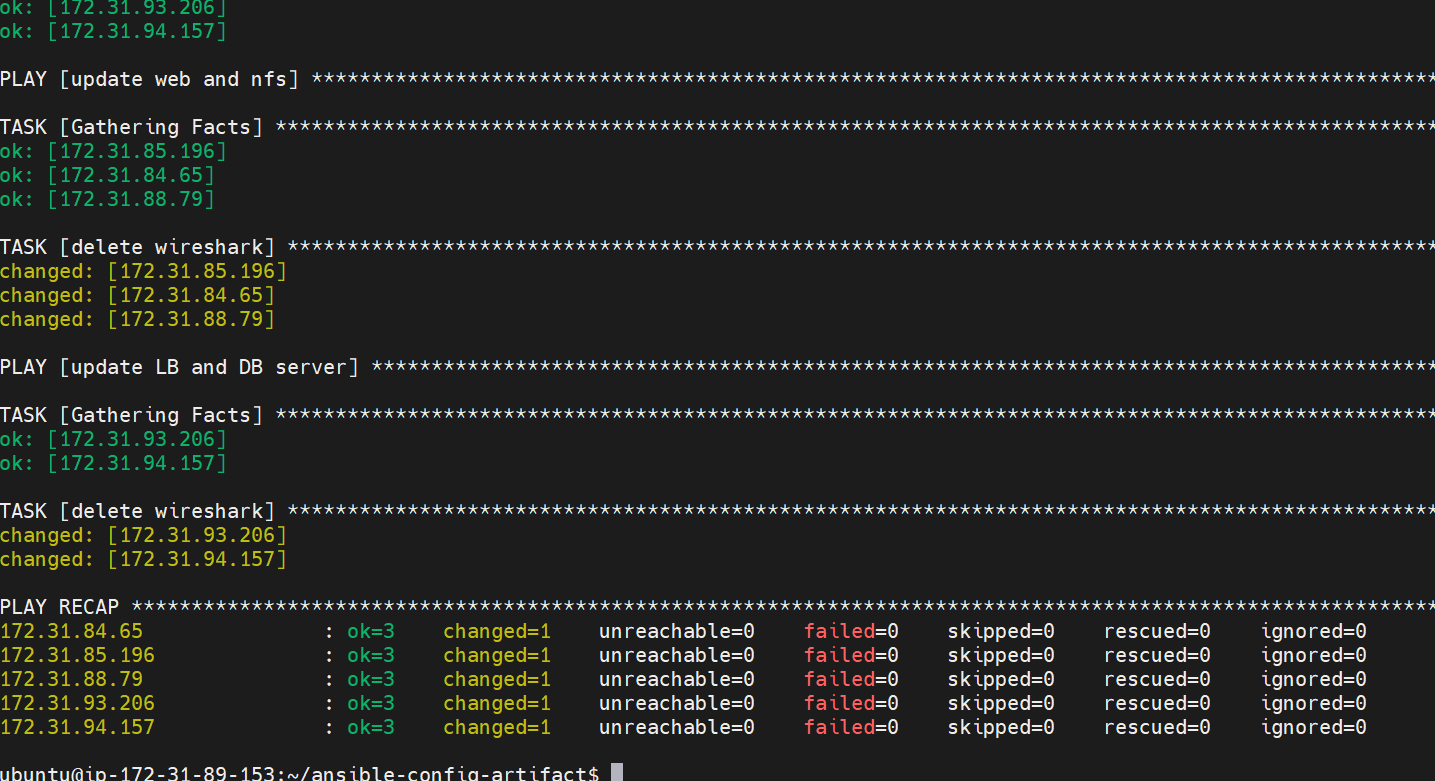 ok: [172.31.93.206]
ok: [172.31.94.157]
PLAY [update web and nfs] **********************************************************************************************
TASK [Gathering Facts] *************************************************************************************************
ok: [172.31.85.196]
ok: [172.31.84.65]
ok: [172.31.88.79]
TASK [delete wireshark] ************************************************************************************************
changed: [172.31.85.196]
changed: [172.31.84.65]
changed: [172.31.88.79]
PLAY [update LB and DB server] *****************************************************************************************
TASK [Gathering Facts] *************************************************************************************************
ok: [172.31.93.206]
ok: [172.31.94.157]
TASK [delete wireshark] ************************************************************************************************
changed: [172.31.93.206]
changed: [172.31.94.157]
PLAY RECAP *************************************************************************************************************
172.31.84.65 : ok=3 changed=1 unreachable=0 failed=0 skipped=0 rescued=0 ignored=0
172.31.85.196 : ok=3 changed=1 unreachable=0 failed=0 skipped=0 rescued=0 ignored=0
172.31.88.79 : ok=3 changed=1 unreachable=0 failed=0 skipped=0 rescued=0 ignored=0
172.31.93.206 : ok=3 changed=1 unreachable=0 failed=0 skipped=0 rescued=0 ignored=0
172.31.94.157 : ok=3 changed=1 unreachable=0 failed=0 skipped=0 rescued=0 ignored=0
ubuntu@ip-172-31-89-153:~/ansible-config-artifact$